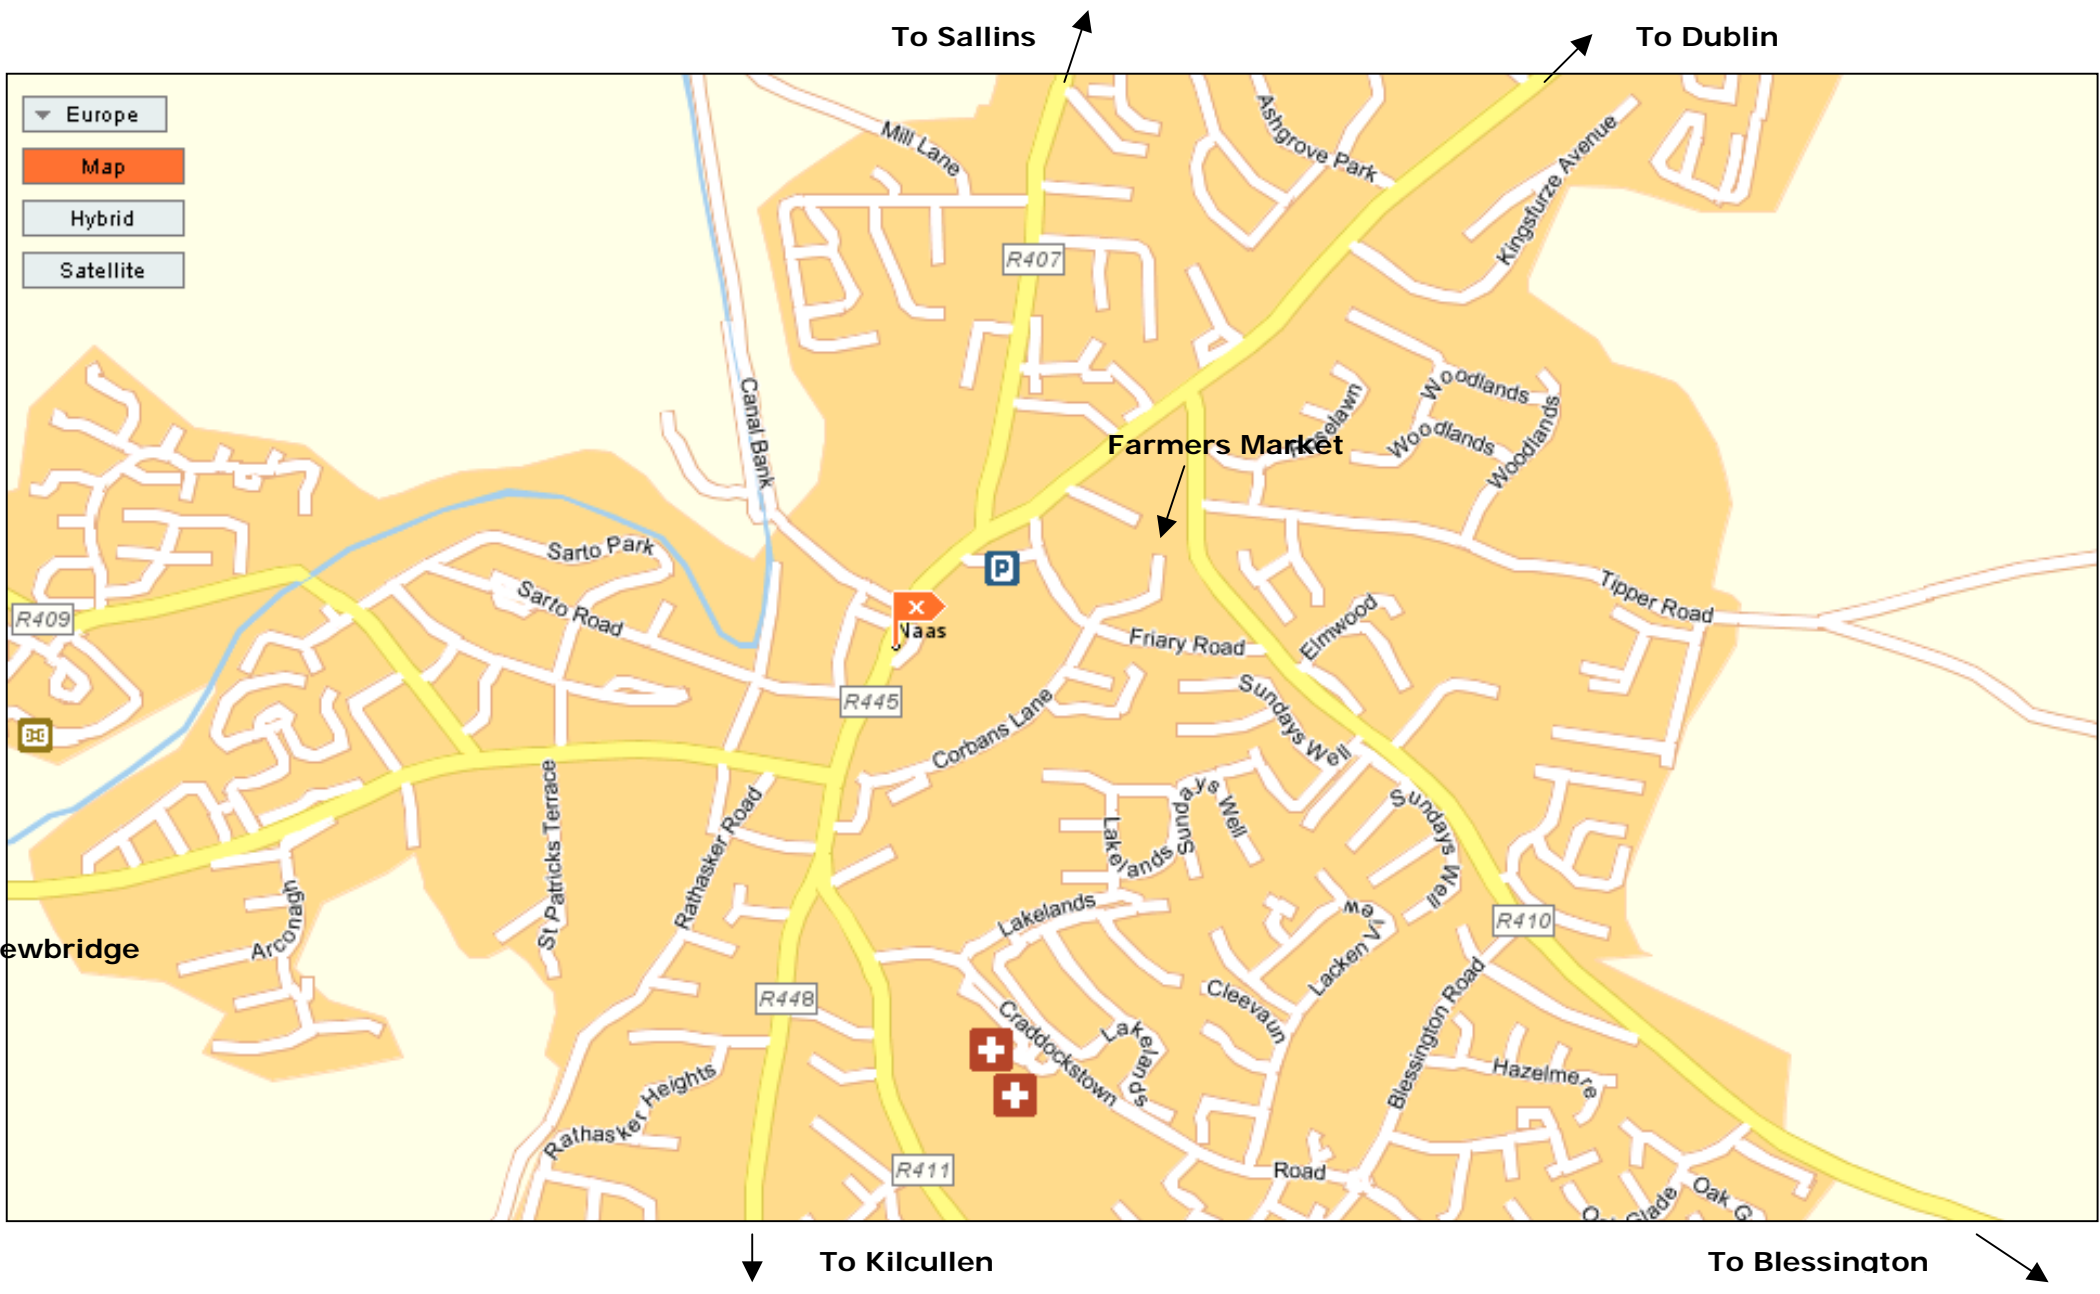 To Sallins
To Dublin
Europe
Map
Hybrid
Satellite
Mill Lane
Ashgrove Park
Kingsfurze Avenue
R407
Canal Bank
Woodlands
Woodlands
Woodlands
Farmers Market
Sarto Park
Sarto Road
R409
P
Naas
Tipper Road
Elmwood
Friary Road
R445
Corbans Lane
Sundays Well
Sundays Well
Sundays Well
St Patricks Terrace
Rathasker Road
Lakelands
Lakelands
Lakelands
Arconagh
ewbridge
R410
Lacken View
Cleevaun
R448
Craddockstown
Road
Blessington Road
Hazelmere
Rathasker Heights
R411
Oak G
Glade
To Kilcullen
To Blessington